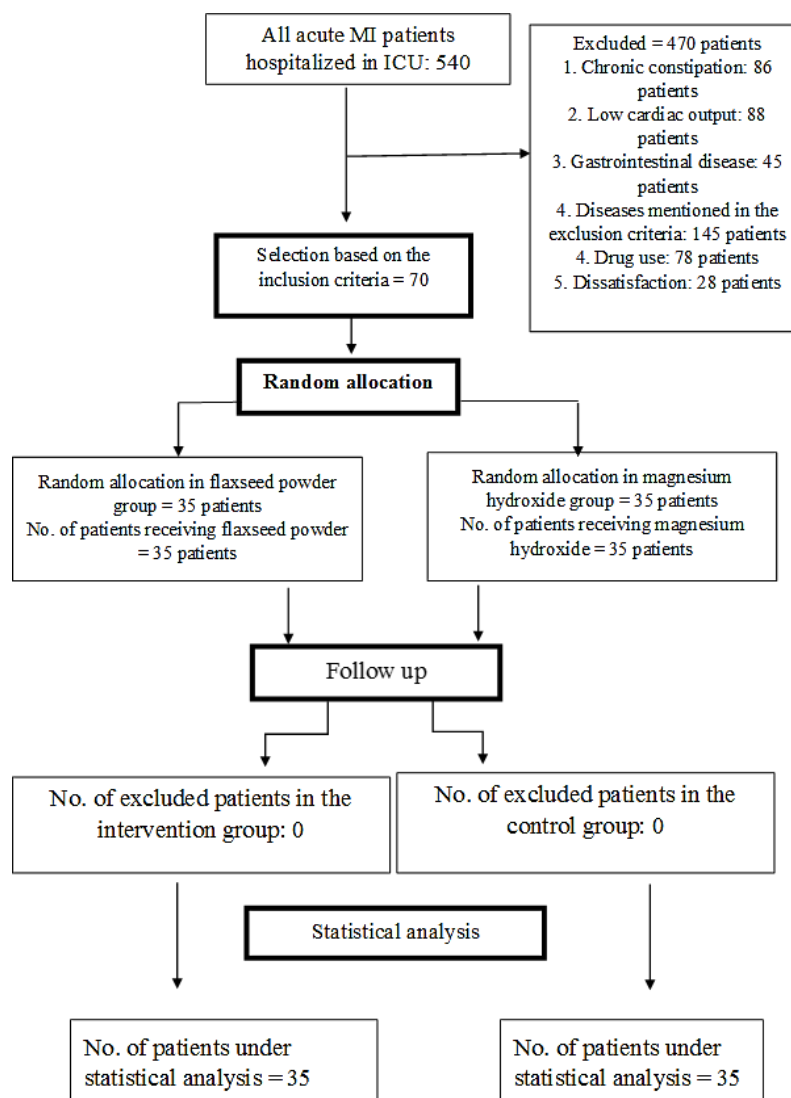 All acute MI patients
hospitalized in ICU: 540
Excluded = 470 patients
1. Chronic constipation: 86
patients
2. Low cardiac output: 88
patients
3. Gastrointestinal disease: 45
patients
4. Diseases mentioned in the
exclusion criteria: 145 patients
4. Drug use: 78 patients
5. Dissatisfaction: 28 patients
Selection based on the
inclusion criteria = 70
Random allocation
Random allocation in flaxseed powder
group = 35 patients
No. of patients receiving flaxseed powder
= 35 patients
Random allocation in magnesium
hydroxide group = 35 patients
No. of patients receiving magnesium
hydroxide = 35 patients
Follow up
No. of excluded patients in the
intervention group: 0
No. of excluded patients in the
control group: 0
Statistical analysis
No. of patients under
statistical analysis = 35
No. of patients under
statistical analysis = 35